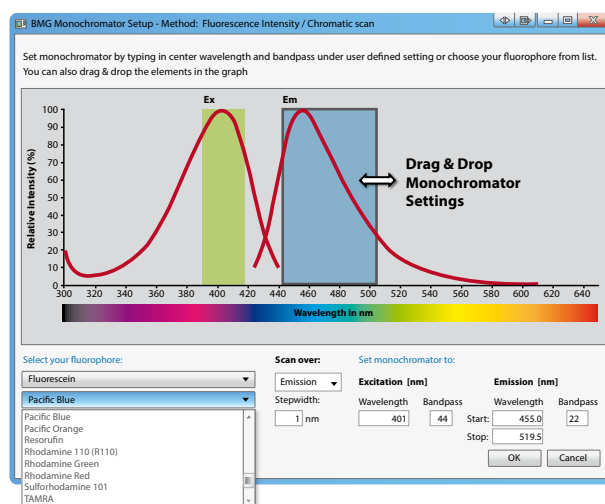 BMG Monochromator Setup - Method: Fluorescence Intensity / Chromatic scan
Set monochromator by typing in center wavelength and bandpass under user defined setting or choose your fluorophore from list.
You can also drag & drop the elements in the graph
Ex Em
Relative Intensity (%)
100
90
80
70
60
50
40
30
20
10
0
Drag & Drop
Monochromator
Settings
300 320 340 360 380 400 420 440 460 480 500 520 540 560 580 600 620 640
Wavelength in nm
Select your fluorophore: Scan over: Set monochromator to:
Fluorescein Emission Excitation [nm] Emission [nm]
Pacific Blue Stepwidth: Wavelength Bandpass Wavelength Bandpass
Pacific Blue 1 nm 401 44 Start: 455.0 22
Pacific Orange
Resorufin Stop: 519.5
Rhodamine 110 (R110)
Rhodamine Green OK Cancel
Rhodamine Red
Sulforhodamine 101
TAMRA